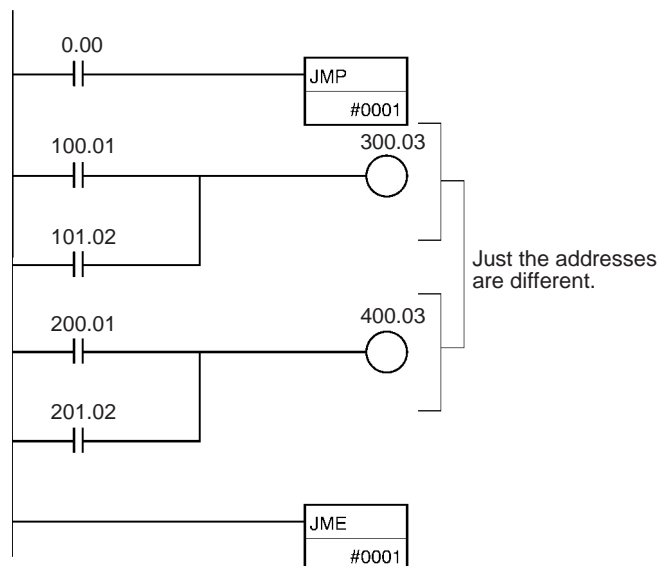 0.00
JMP
#0001
100.01
300.03
101.02
Just the addresses
are different.
200.01
400.03
201.02
JME
#0001